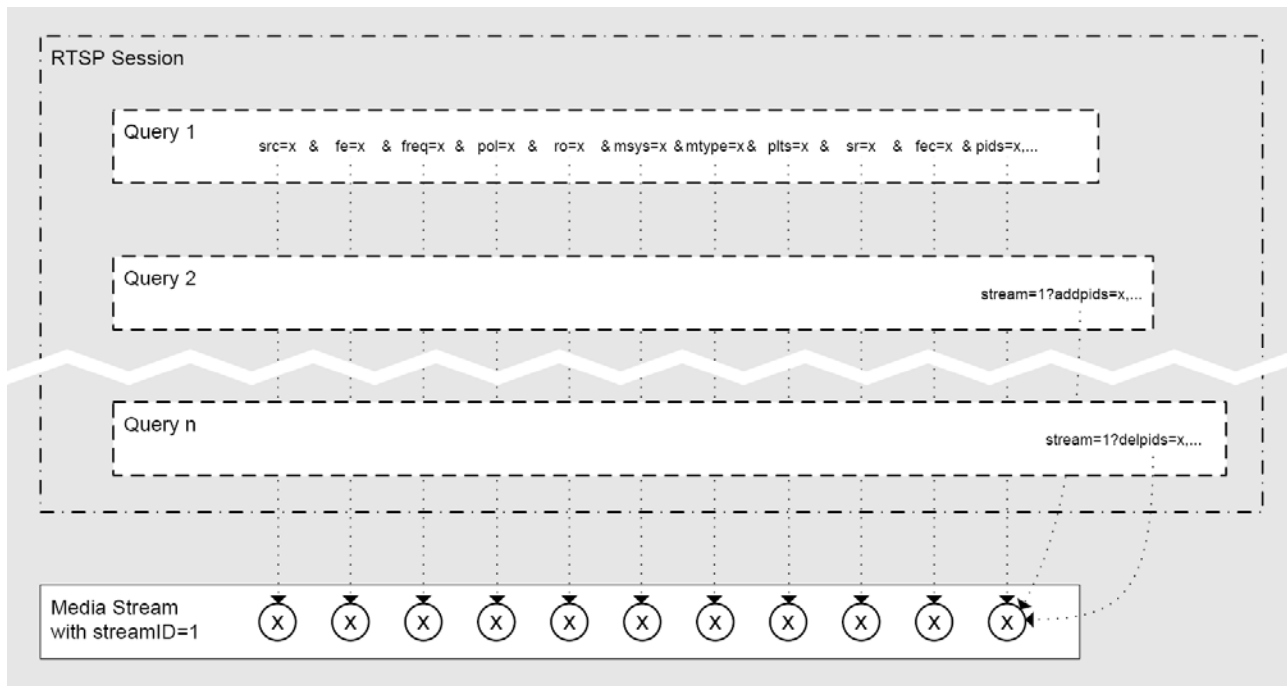 RTSP Session
Query 1
src=x & fe=x & freq=x & pol=x & ro=x & msys=x & mtype=x & plts=x & sr=x & fec=x & pids=x,...
Query 2
stream=1?addpids=x,...
Query n
stream=1?delpids=x,...
Media Stream
with streamID=1
X X X X X X X X X X X